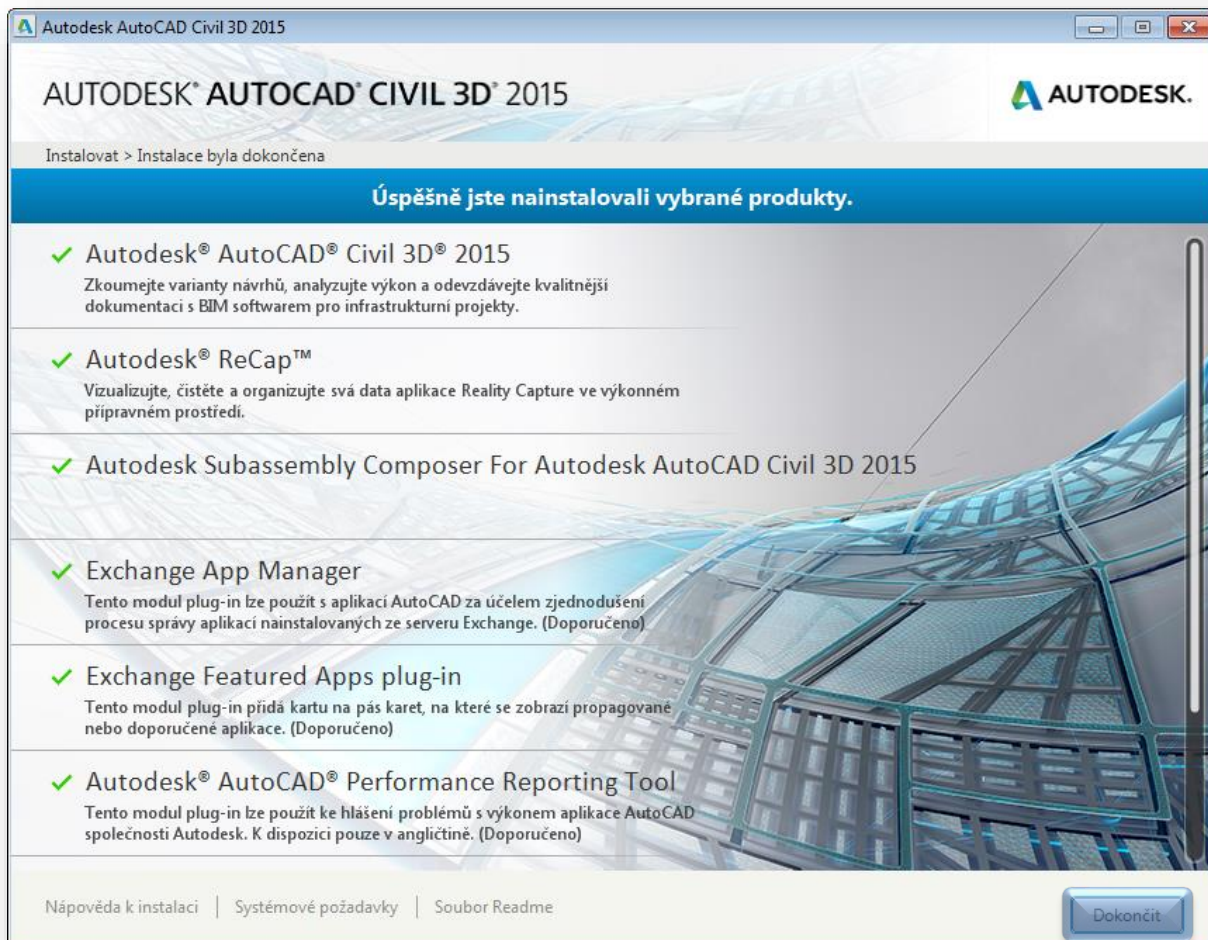 Autodesk AutoCAD Civil 3D 2015
AUTODESK® AUTOCAD® CIVIL 3D® 2015
AUTODESK.
Instalovat > Instalace byla dokončena
Úspěšně jste nainstalovali vybrané produkty.
Autodesk® AutoCAD® Civil 3D® 2015
Zkoumejte varianty návrhů, analyzujte výkon a odevzdávejte kvalitnější
dokumentaci s BIM softwarem pro infrastrukturní projekty.
Autodesk® ReCap™
Vizualizujte, čistěte a organizujte svá data aplikace Reality Capture ve výkonném
přípravném prostředí.
Autodesk Subassembly Composer For Autodesk AutoCAD Civil 3D 2015
Exchange App Manager
Tento modul plug-in lze použít s aplikací AutoCAD za účelem zjednodušení
procesu správy aplikací nainstalovaných ze serveru Exchange. (Doporučeno)
Exchange Featured Apps plug-in
Tento modul plug-in přidá kartu na pás karet, na které se zobrazí propagované
nebo doporučené aplikace. (Doporučeno)
Autodesk® AutoCAD® Performance Reporting Tool
Tento modul plug-in lze použít ke hlášení problémů s výkonem aplikace AutoCAD
společnosti Autodesk. K dispozici pouze v angličtině. (Doporučeno)
Nápověda k instalaci | Systémové požadavky | Soubor Readme
Dokončit